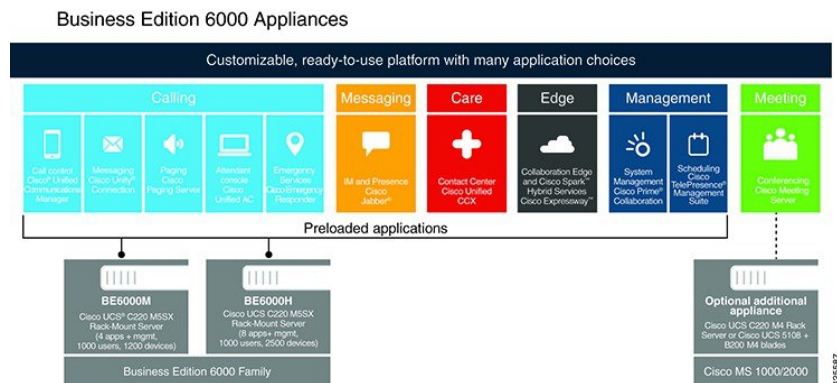 Business Edition 6000 Appliances
Customizable, ready-to-use platform with many application choices
Calling
Messaging
Care
Edge
Management
Meeting
Call control
Cisco® Unified
Communications
Manager
Messaging
Cisco Unity®
Connection
Paging
Cisco
Paging Server
Attendant
console
Cisco
Unified AC
Emergency
Services
Cisco Emergency
Responder
IM and Presence
Cisco
Jabber®
Contact Center
Cisco Unified
CCX
Collaboration Edge
and Cisco Spark™
Hybrid Services
Cisco Expressway™
System
Management
Cisco Prime®
Collaboration
Scheduling
Cisco
TelePresence®
Management
Suite
Conferencing
Cisco Meeting
Server
Preloaded applications
BE6000M
Cisco UCS® C220 M5SX
Rack-Mount Server
(4 apps + mgmt,
1000 users, 1200 devices)
BE6000H
Cisco UCS C220 M5SX
Rack-Mount Server
(8 apps+ mgmt,
1000 users, 2500 devices)
Business Edition 6000 Family
Optional additional
appliance
Cisco UCS C220 M4 Rack
Server or Cisco UCS 5108 +
B200 M4 blades
Cisco MS 1000/2000